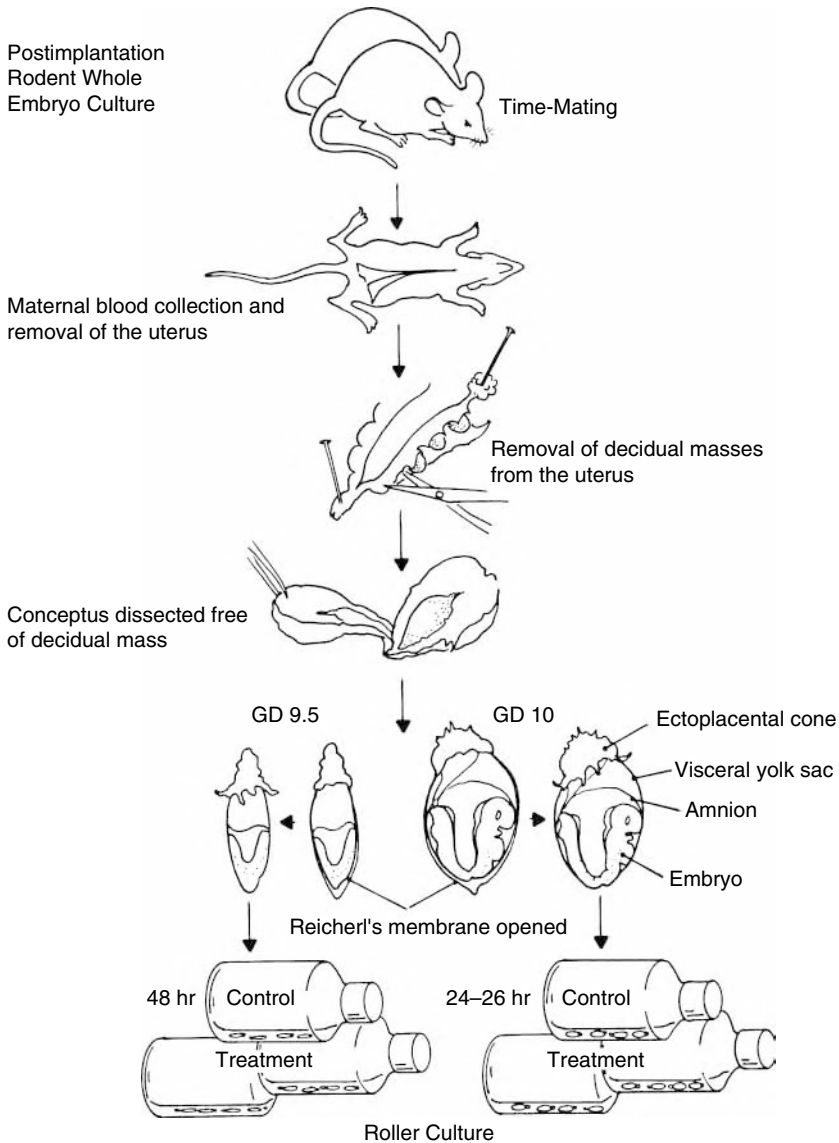 Postimplantation
Rodent Whole
Embryo Culture
Time-Mating
Maternal blood collection and
removal of the uterus
Removal of decidual masses
from the uterus
Conceptus dissected free
of decidual mass
GD 9.5
GD 10
Ectoplacental cone
Visceral yolk sac
Amnion
Embryo
Reicherl's membrane opened
48 hr
Control
24–26 hr
Control
Treatment
Treatment
Roller Culture